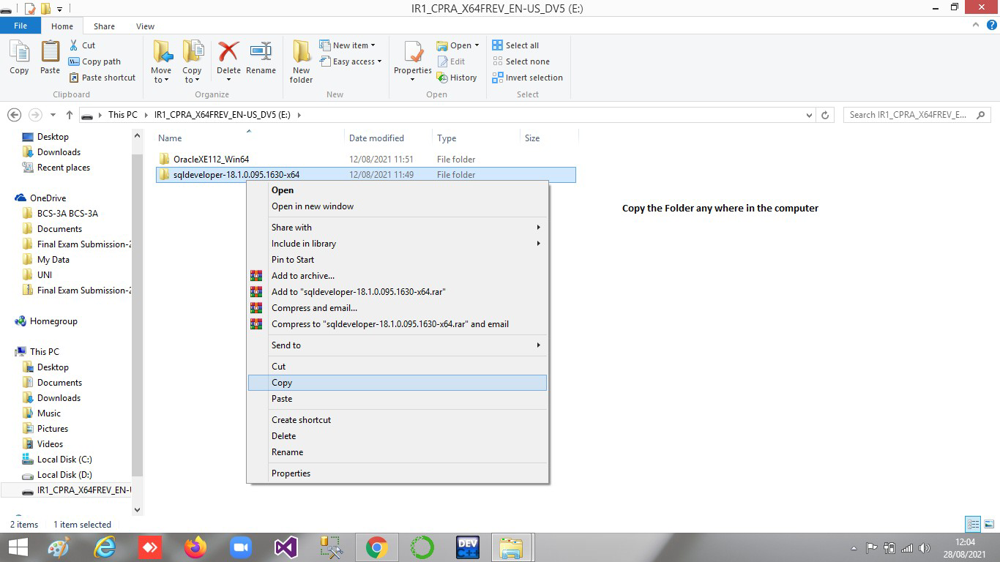 IR1_CPRA_X64FREV_EN-US_DV5 (E:)
File Home Share View
Copy
Paste
Cut
Copy path
Paste shortcut
Clipboard
Move to
Copy to
Delete
Rename
Organize
New folder
New item
Easy access
New
Properties
Open
Edit
History
Open
Select all
Select none
Invert selection
Select
This PC IR1_CPRA_X64FREV_EN-US_DV5 (E:)
Search IR1_CPRA_X64FREV_E...
Desktop
Downloads
Recent places
OneDrive
BCS-3A BCS-3A
Documents
Final Exam Submission-2
My Data
UNI
Final Exam Submission-2
Homegroup
This PC
Desktop
Documents
Downloads
Music
Pictures
Videos
Local Disk (C:)
Local Disk (D:)
IR1_CPRA_X64FREV_EN-U
Name Date modified Type Size
OracleXE112_Win64 12/08/2021 11:51 File folder
sqldeveloper-18.1.0.095.1630-x64 12/08/2021 11:49 File folder
Open
Open in new window
Share with
Include in library
Pin to Start
Add to archive...
Add to "sqldeveloper-18.1.0.095.1630-x64.rar"
Compress and email...
Compress to "sqldeveloper-18.1.0.095.1630-x64.rar" and email
Send to
Cut
Copy
Paste
Create shortcut
Delete
Rename
Properties
Copy the Folder any where in the computer
2 items 1 item selected
DEV
C++
12:04
28/08/2021